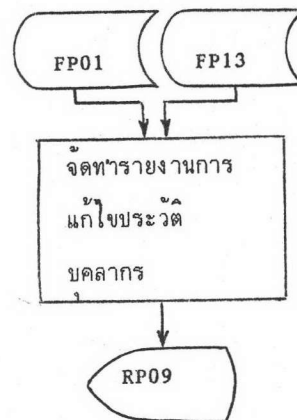 FP01 FP13
จัดทำรายงานการ
แก้ไขประวัติ
บุคลากร
RP09